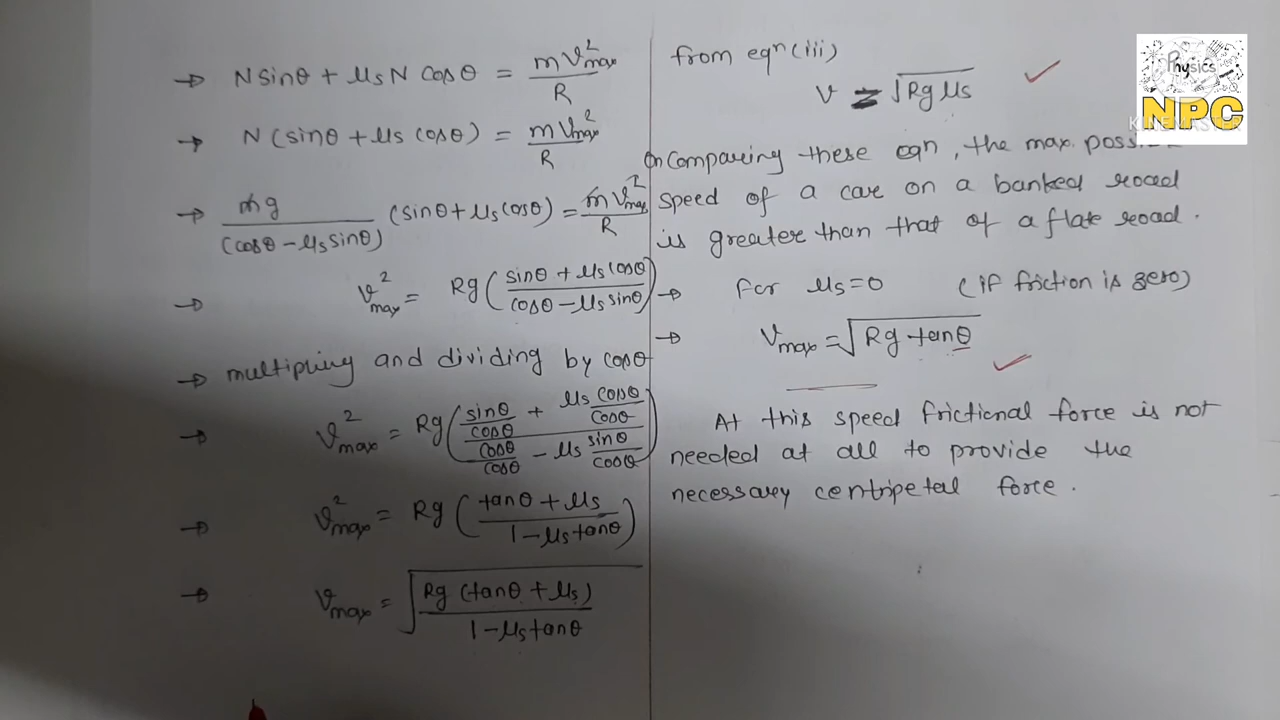 → Nsinθ + μsN cosθ = mv²max/R
→ N(sinθ + μs cosθ) = mv²max/R
→ mg/(cosθ − μs sinθ) (sinθ + μs cosθ) = mv²max/R
→ v²max = Rg(sinθ + μs cosθ / cosθ − μs sinθ)
→ multipling and dividing by cosθ
→ v²max = Rg(sinθ/cosθ + μs cosθ/cosθ / cosθ/cosθ − μs sinθ/cosθ)
→ v²max = Rg(tanθ + μs / 1 − μs tanθ)
→ vmax = √Rg (tanθ + μs) / 1 − μs tanθ
from eqn (iii)
v = √Rg μs
On comparing these eqn, the max.
speed of a car on a banked road
is greater than that of a flate road.
→ For μs = 0 (if friction is zero)
→ vmax = √Rg tanθ
At this speed frictional force is not
needed at all to provide the
necessary centripetal force.
Physics
NPC